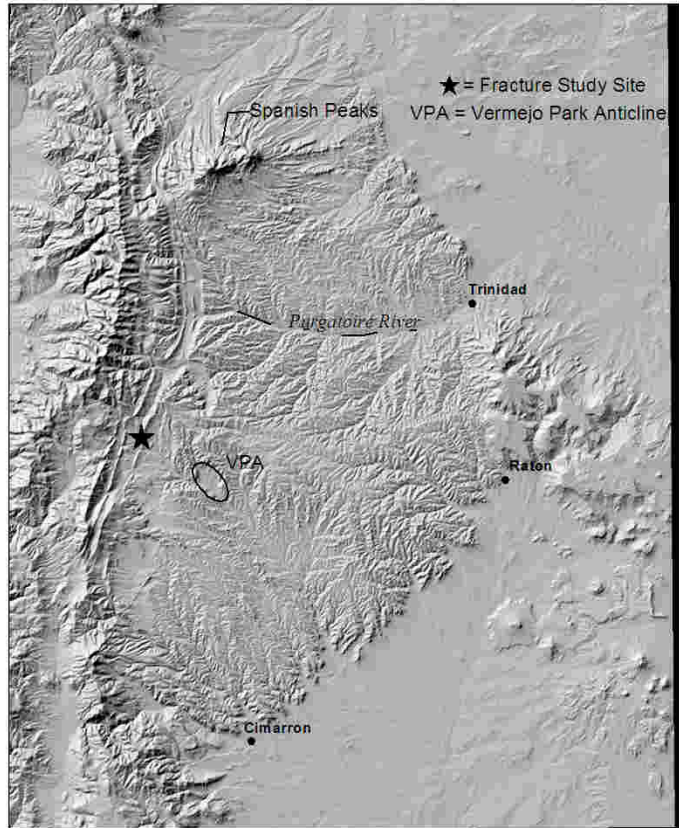 ★ = Fracture Study Site
Spanish Peaks
VPA = Vermejo Park Anticline
Trinidad
Purgatoire River
VPA
Raton
Cimarron